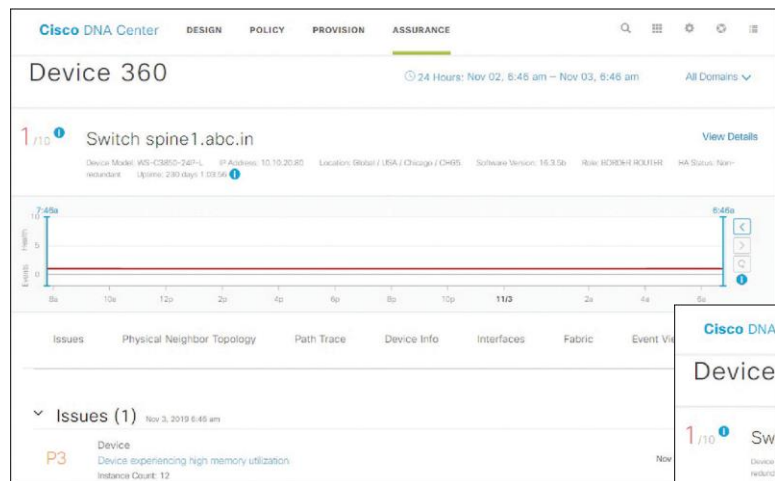 Cisco DNA Center DESIGN POLICY PROVISION ASSURANCE
Device 360
24 Hours: Nov 02, 6:46 am – Nov 03, 6:46 am All Domains
1/10 Switch spine1.abc.in View Details
Device Model: WS-C3850-24P-L IP Address: 10.10.20.80 Location: Global / USA / Chicago / CHG5 Software Version: 16.3.5b Role: BORDER ROUTER HA Status: Non-
redundant Uptime: 230 days 1:03:56
7:46a 6:46a
10
Health
5
Events
0
8a 10a 12p 2p 4p 6p 8p 10p 11/3 2a 4a 6a
Issues Physical Neighbor Topology Path Trace Device Info Interfaces Fabric Event Vie
Issues (1) Nov 3, 2019 6:46 am
P3
Device
Device experiencing high memory utilization
Instance Count: 12
Nov
Cisco DNA
Device
1/10 Sw
Device
redund